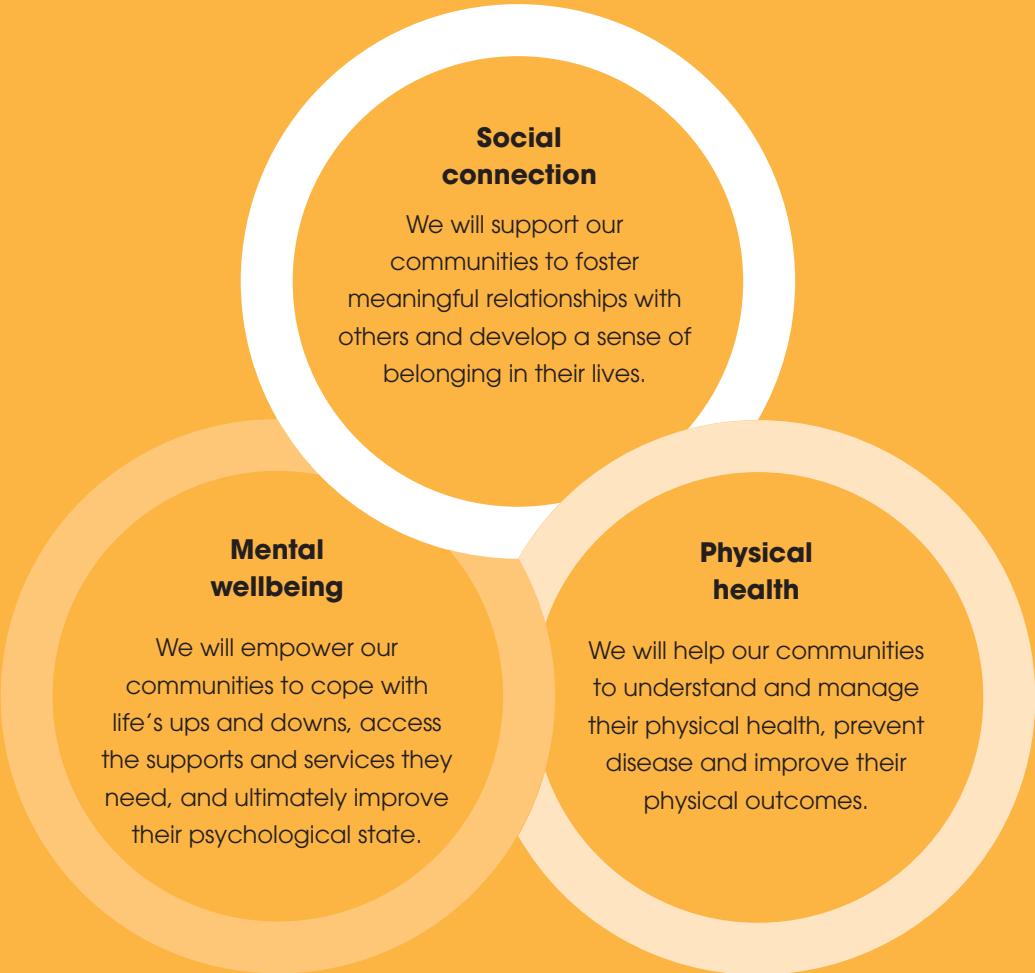 Social
connection
We will support our
communities to foster
meaningful relationships with
others and develop a sense of
belonging in their lives.
Mental
wellbeing
We will empower our
communities to cope with
life’s ups and downs, access
the supports and services they
need, and ultimately improve
their psychological state.
Physical
health
We will help our communities
to understand and manage
their physical health, prevent
disease and improve their
physical outcomes.